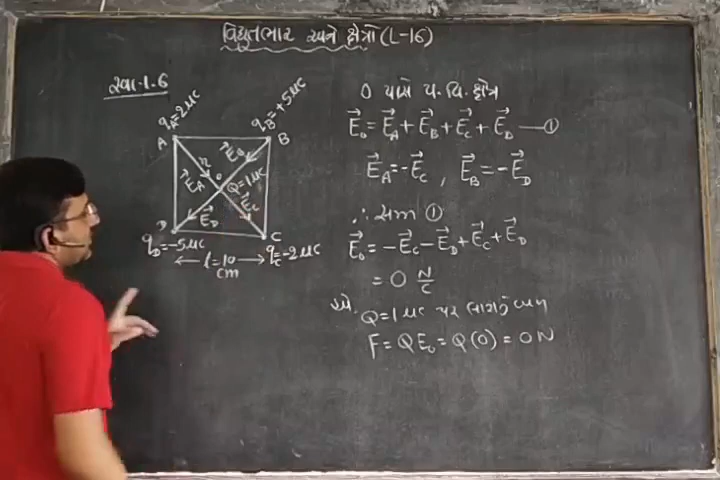 વિદ્યુતભાર અને ક્ષેત્રો (L-16)
સ્વા-1.6
qA=2μC
qB=+5μC
A
B
r
O
E⃗A
E⃗B
Q=1μC
E⃗C
E⃗D
D
C
qD=-5μC
qC=-2μC
l=10 cm
O પાસે પ.વિ.ક્ષેત્ર
E⃗o = E⃗A + E⃗B + E⃗C + E⃗D —①
E⃗A = -E⃗C , E⃗B = -E⃗D
∴ સમી ①
E⃗o = -E⃗C - E⃗D + E⃗C + E⃗D
= 0 N/C
Q=1μC પર લાગતું બળ
F = QEo = Q(0) = 0 N